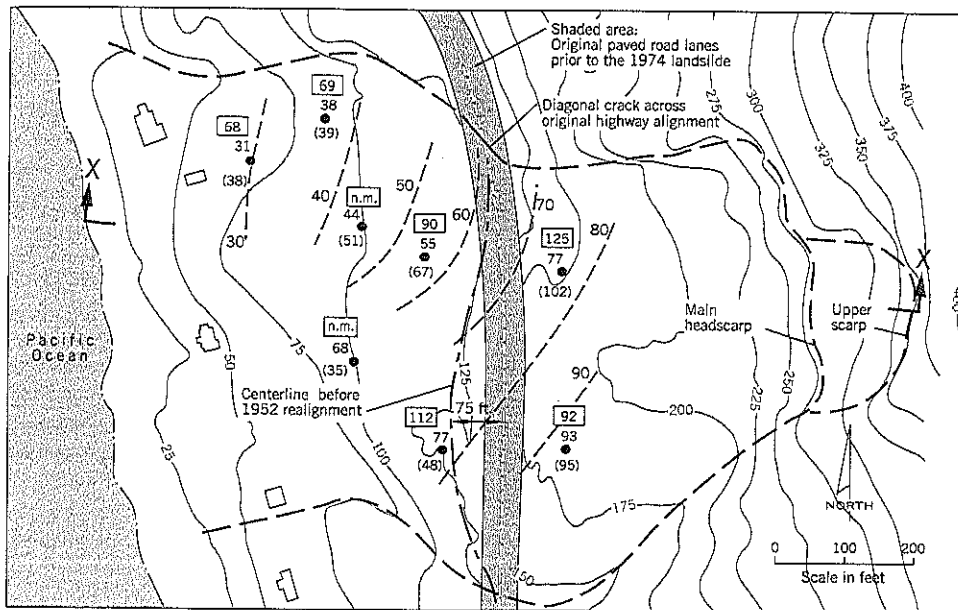 Shaded area:
Original paved road lanes
prior to the 1974 landslide
Diagonal crack across
original highway alignment
69
38
(39)
68
31
(38)
X
30'
40
n.m.
44
(51)
50
90
55
(67)
60
70
125
77
(102)
80
275
300
325
350
375
400
X
Main
headscarp
Upper
scarp
Pacific
Ocean
n.m.
68
(35)
Centerline before
1952 realignment
125
75 ft
90
112
77
(48)
92
93
(95)
25
50
75
100
150
175
200
225
250
NORTH
0 100 200
Scale in feet